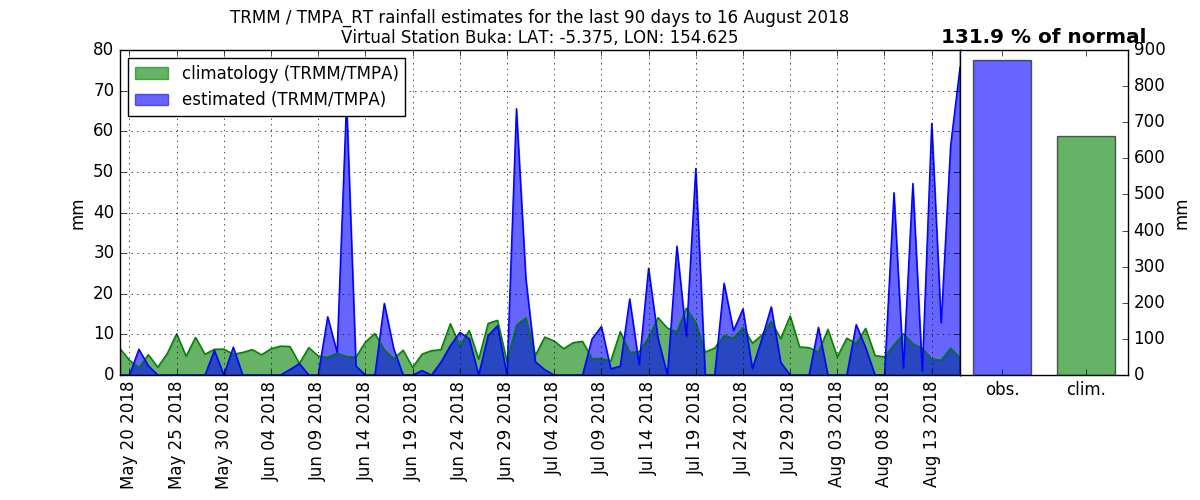 TRMM / TMPA_RT rainfall estimates for the last 90 days to 16 August 2018
Virtual Station Buka: LAT: -5.375, LON: 154.625
131.9 % of normal
climatology (TRMM/TMPA)
estimated (TRMM/TMPA)
80
70
60
50
40
30
20
10
0
mm
900
800
700
600
500
400
300
200
100
0
mm
May 20 2018
May 25 2018
May 30 2018
Jun 04 2018
Jun 09 2018
Jun 14 2018
Jun 19 2018
Jun 24 2018
Jun 29 2018
Jul 04 2018
Jul 09 2018
Jul 14 2018
Jul 19 2018
Jul 24 2018
Jul 29 2018
Aug 03 2018
Aug 08 2018
Aug 13 2018
obs.
clim.